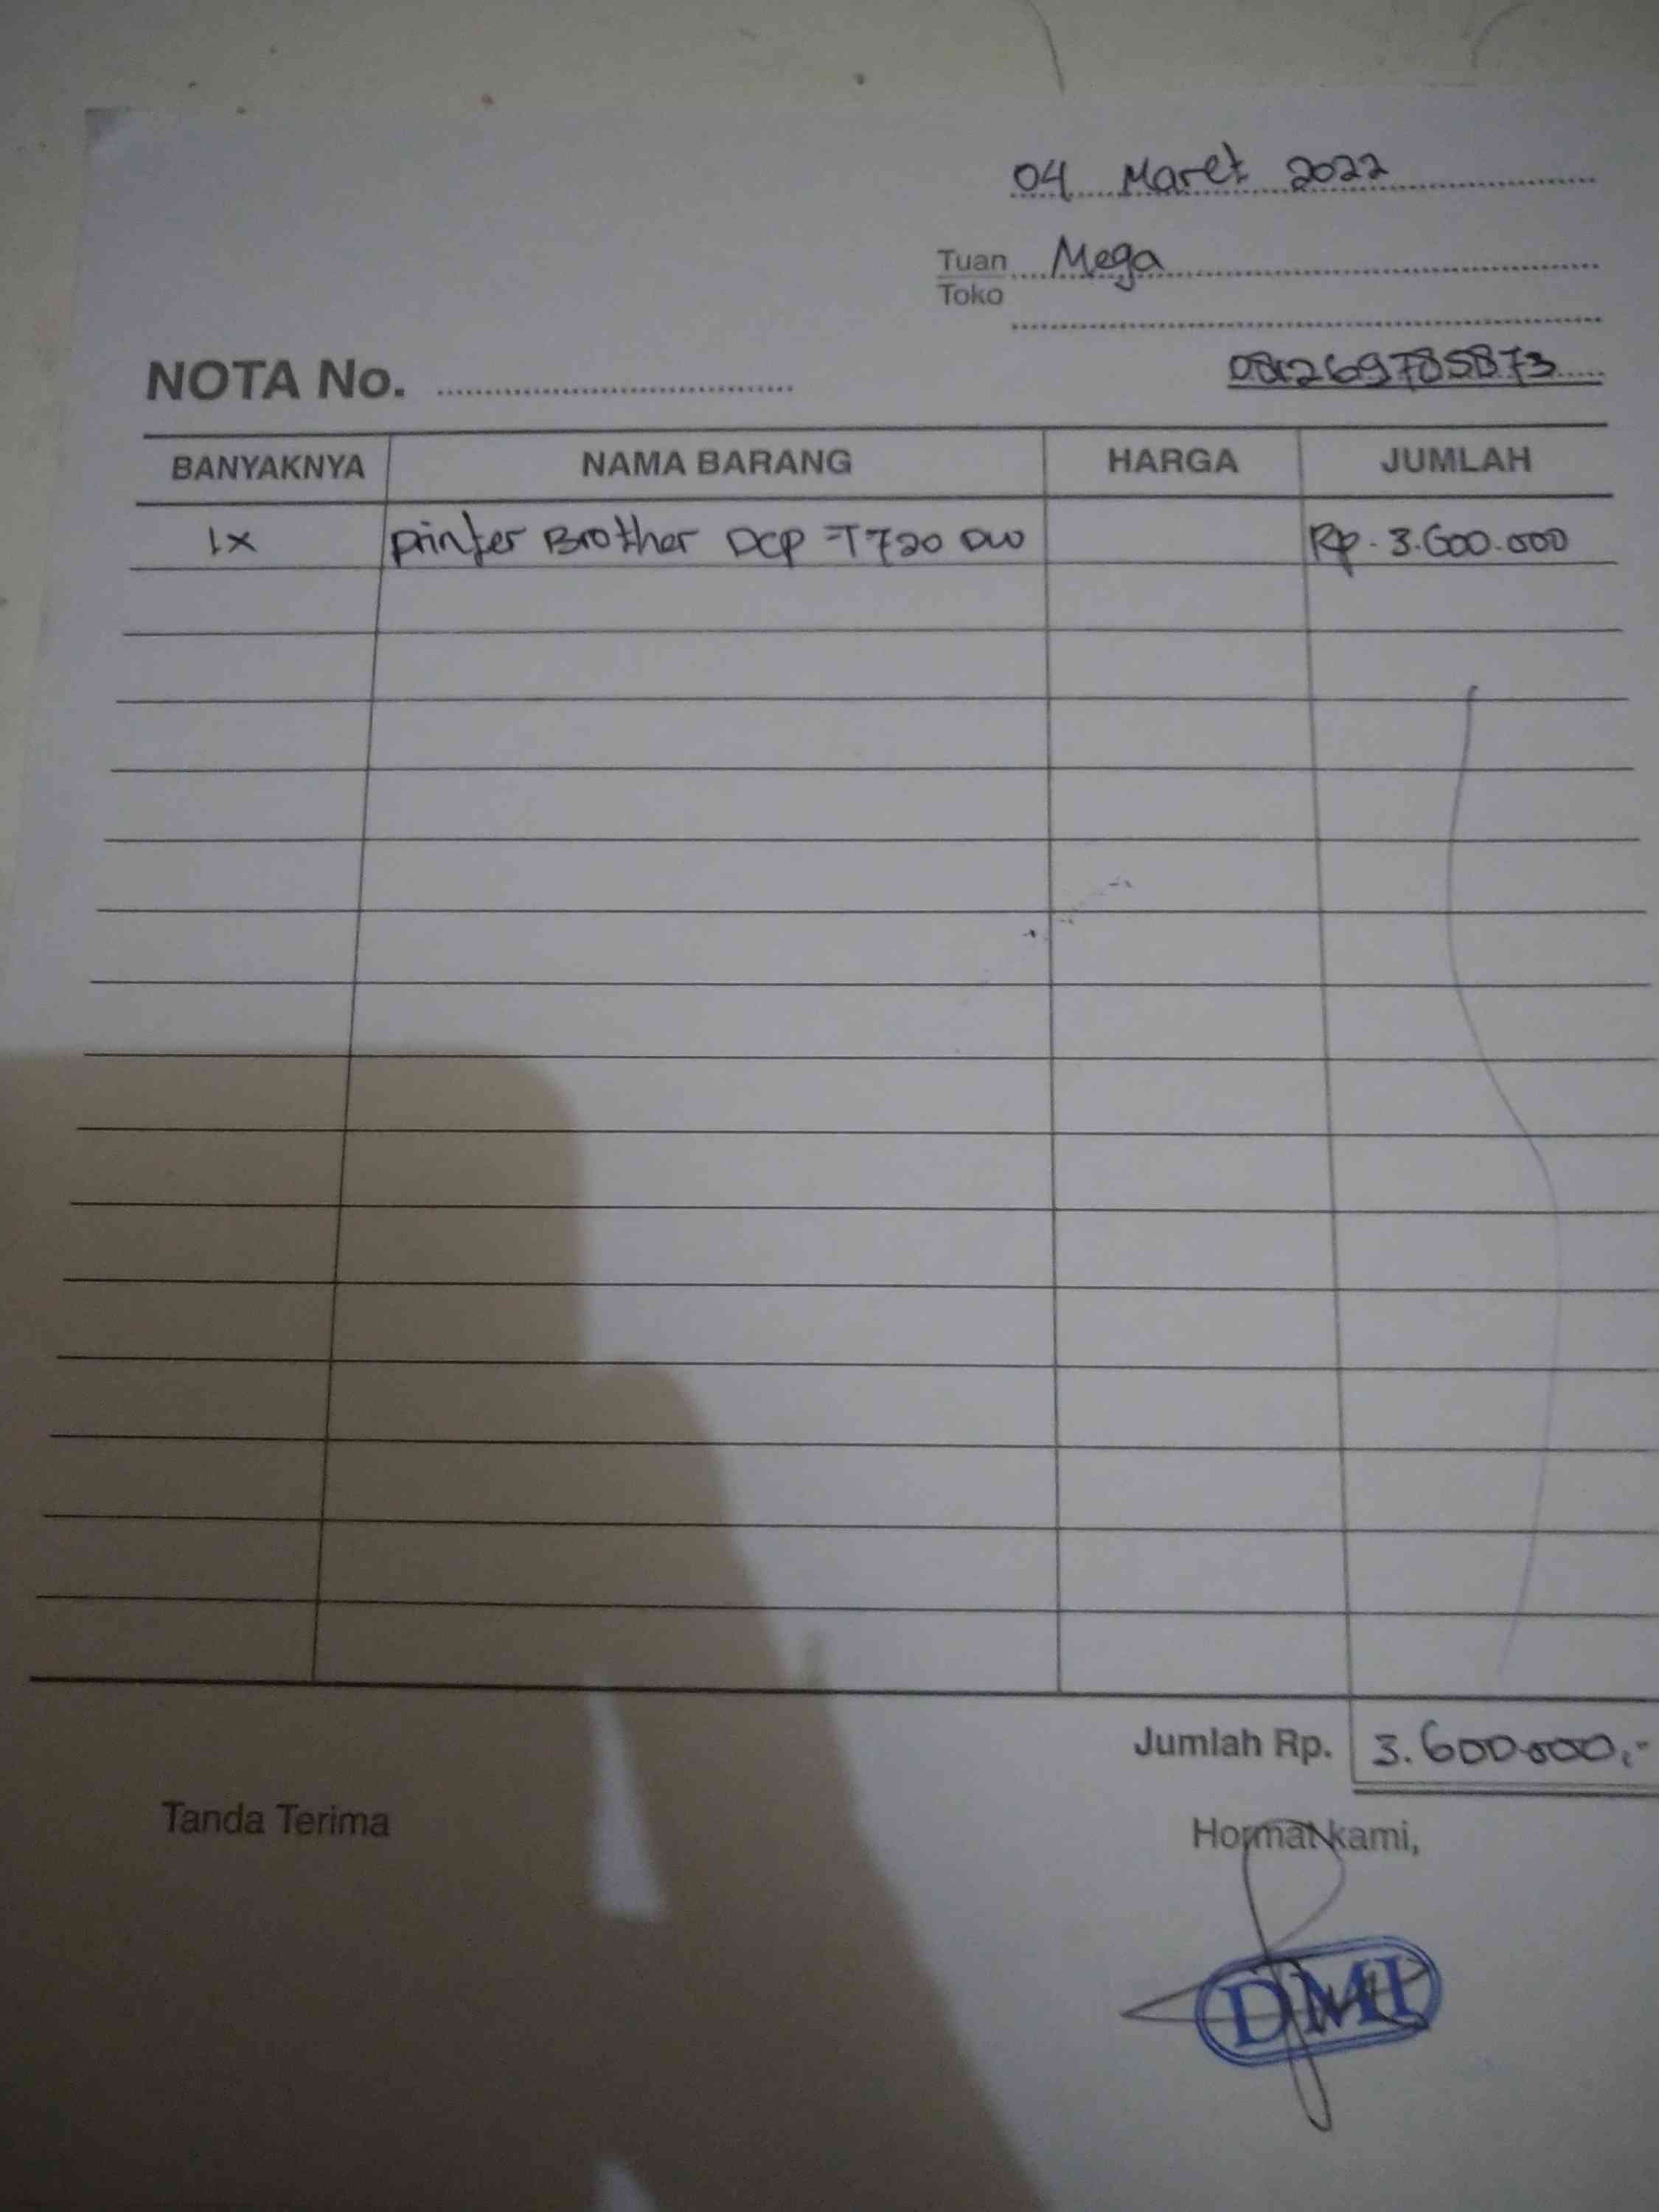 04 Maret 2022
Tuan Mega
Toko
NOTA No.
081269785873
BANYAKNYA NAMA BARANG HARGA JUMLAH
1x Printer Brother DCP-T720 DW Rp. 3.600.000
Jumlah Rp. 3.600.000,-
Tanda Terima Hormat kami,
DMI